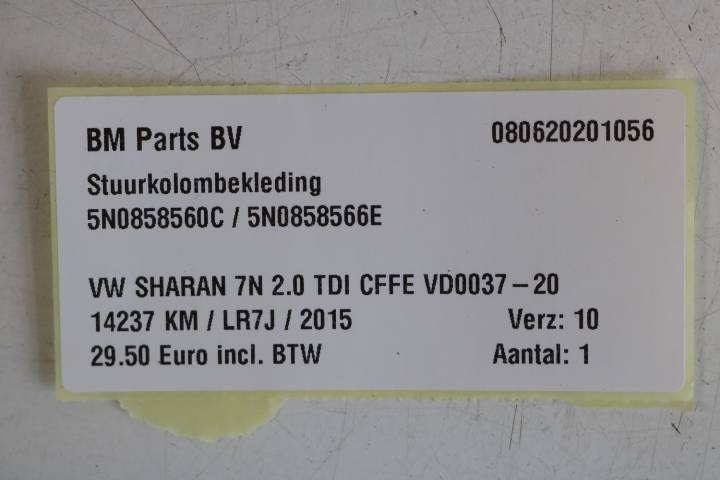 BM Parts BV 080620201056
Stuurkolombekleding
5N0858560C / 5N0858566E
VW SHARAN 7N 2.0 TDI CFFE VD0037-20
14237 KM / LR7J / 2015 Verz: 10
29.50 Euro incl. BTW Aantal: 1